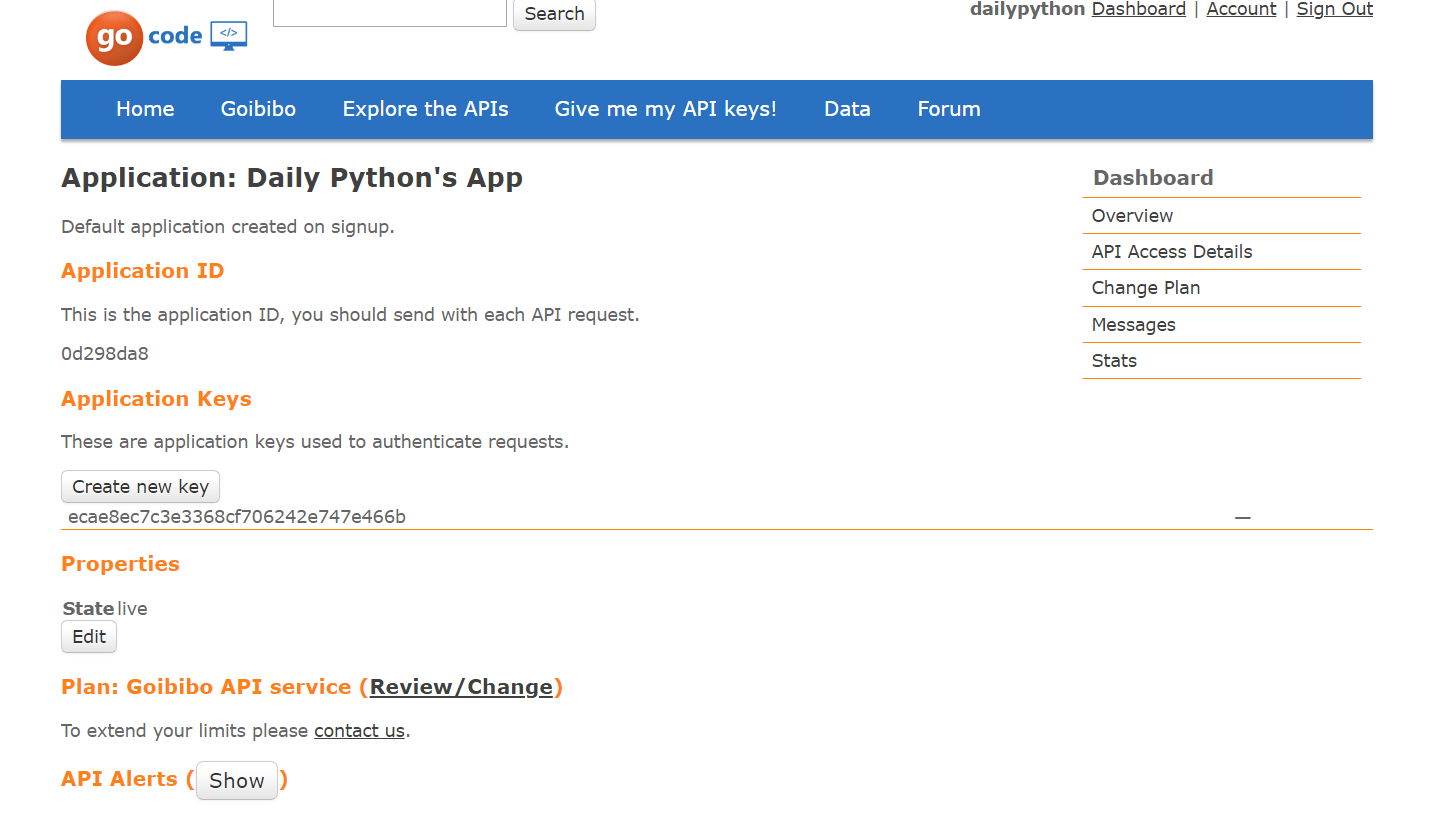 go code </>
Search
dailypython Dashboard | Account | Sign Out
Home Goibibo Explore the APIs Give me my API keys! Data Forum
Application: Daily Python's App
Default application created on signup.
Application ID
This is the application ID, you should send with each API request.
0d298da8
Application Keys
These are application keys used to authenticate requests.
Create new key
ecae8ec7c3e3368cf706242e747e466b —
Properties
State live
Edit
Plan: Goibibo API service (Review/Change)
To extend your limits please contact us.
API Alerts (Show)
Dashboard
Overview
API Access Details
Change Plan
Messages
Stats